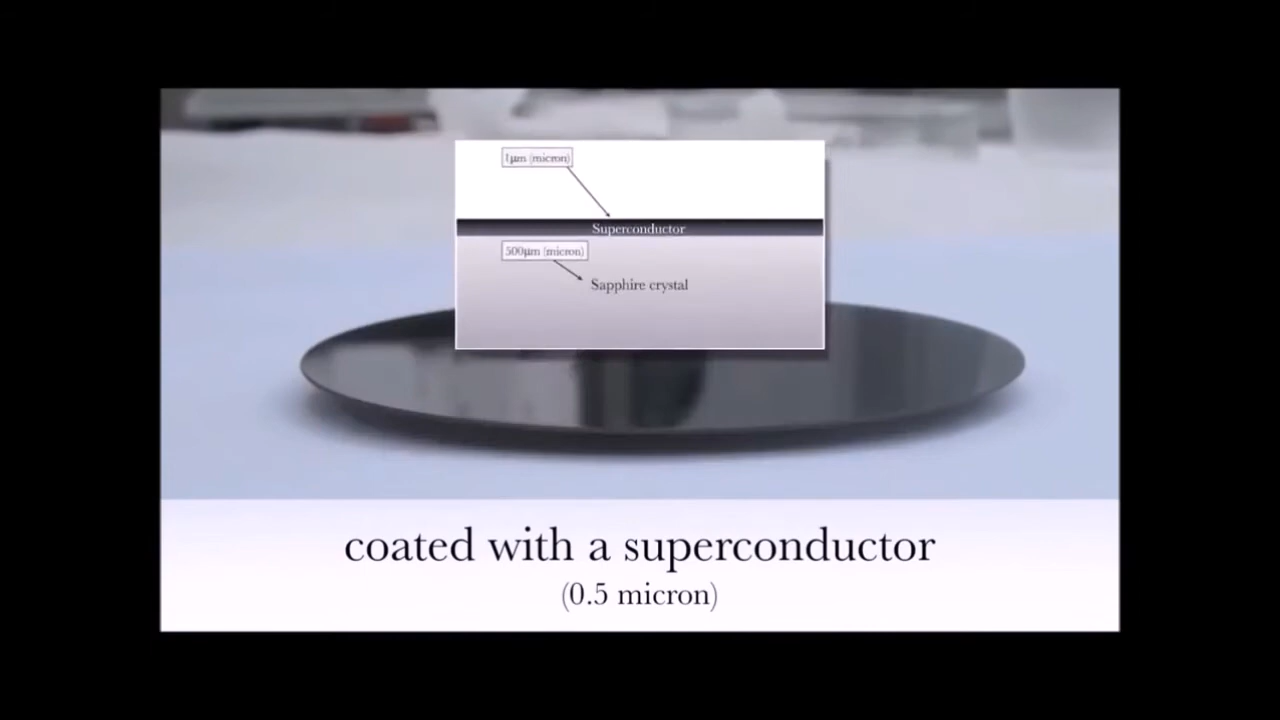 1μm (micron)
Superconductor
500μm (micron)
Sapphire crystal
coated with a superconductor
(0.5 micron)